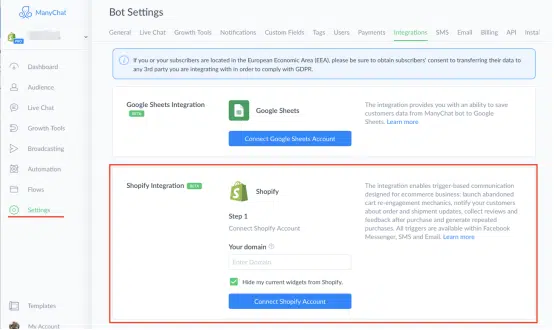 ManyChat
Bot Settings
General Live Chat Growth Tools Notifications Custom Fields Tags Users Payments Integrations SMS Email Billing API Instal
PRO
Dashboard
Audience
Live Chat
Growth Tools
Broadcasting
Automation
Flows
Settings
Templates
My Account
If you or your subscribers are located in the European Economic Area (EEA), please be sure to obtain subscribers' consent to transferring their data to
any 3rd party you are integrating with in order to comply with GDPR.
Google Sheets Integration
BETA
Google Sheets
Connect Google Sheets Account
The integration provides you with an ability to save
customers data from ManyChat bot to Google
Sheets. Learn more
Shopify Integration BETA
Shopify
Step 1
Connect Shopify Account
Your domain
Enter Domain
Hide my current widgets from Shopify.
Connect Shopify Account
The integration enables trigger-based communication
designed for ecommerce business: launch abandoned
cart re-engagement mechanics, notify your customers
about order and shipment updates, collect reviews and
feedback after purchase and generate repeated
purchases. All triggers are available within Facebook
Messenger, SMS and Email. Learn more